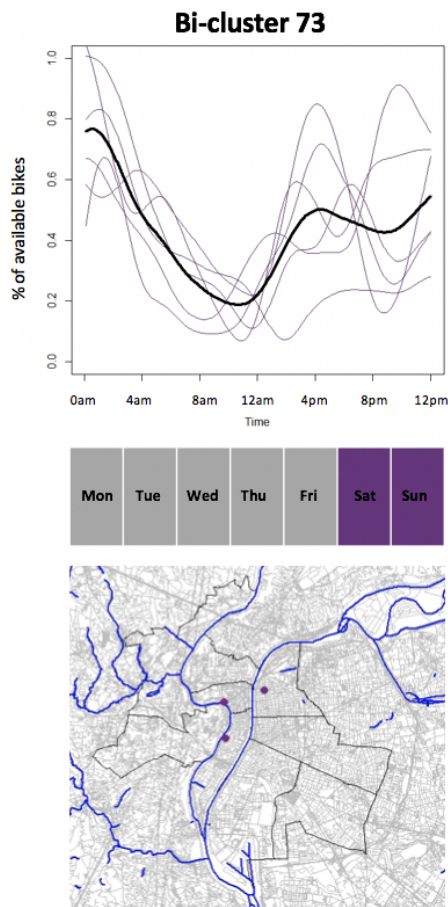 Bi-cluster 73
% of available bikes
1.0
0.8
0.6
0.4
0.2
0.0
0am 4am 8am 12am 4pm 8pm 12pm
Time
Mon Tue Wed Thu Fri Sat Sun